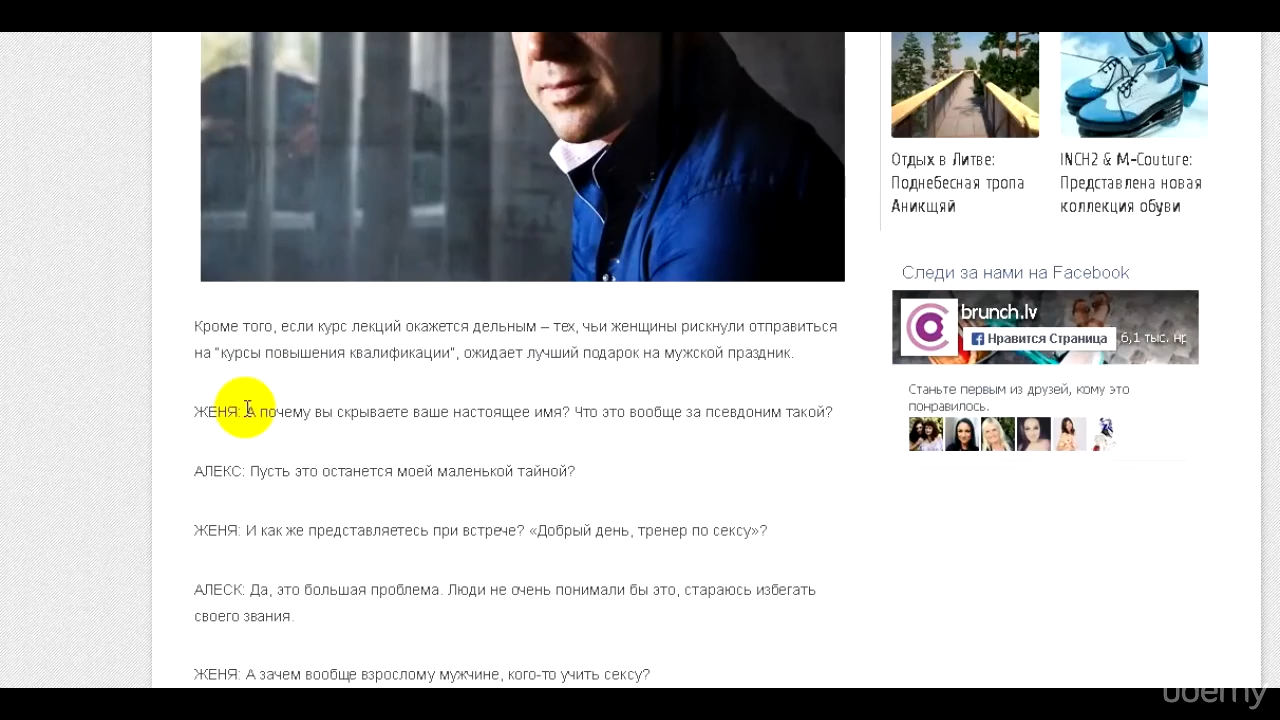 Отдых в Литве:
Поднебесная тропа
Аникщяй
INCH2 & M-Couture:
Представлена новая
коллекция обуви
Следи за нами на Facebook
brunch.lv
Нравится Страница
6,1 тыс. нр
Станьте первым из друзей, кому это
понравилось.
Кроме того, если курс лекций окажется дельным – тех, чьи женщины рискнули отправиться
на "курсы повышения квалификации", ожидает лучший подарок на мужской праздник.
ЖЕНЯ: А почему вы скрываете ваше настоящее имя? Что это вообще за псевдоним такой?
АЛЕКС: Пусть это останется моей маленькой тайной?
ЖЕНЯ: И как же представляетесь при встрече? «Добрый день, тренер по сексу»?
АЛЕСК: Да, это большая проблема. Люди не очень понимали бы это, стараюсь избегать
своего звания.
ЖЕНЯ: А зачем вообще взрослому мужчине, кого-то учить сексу?
udemy